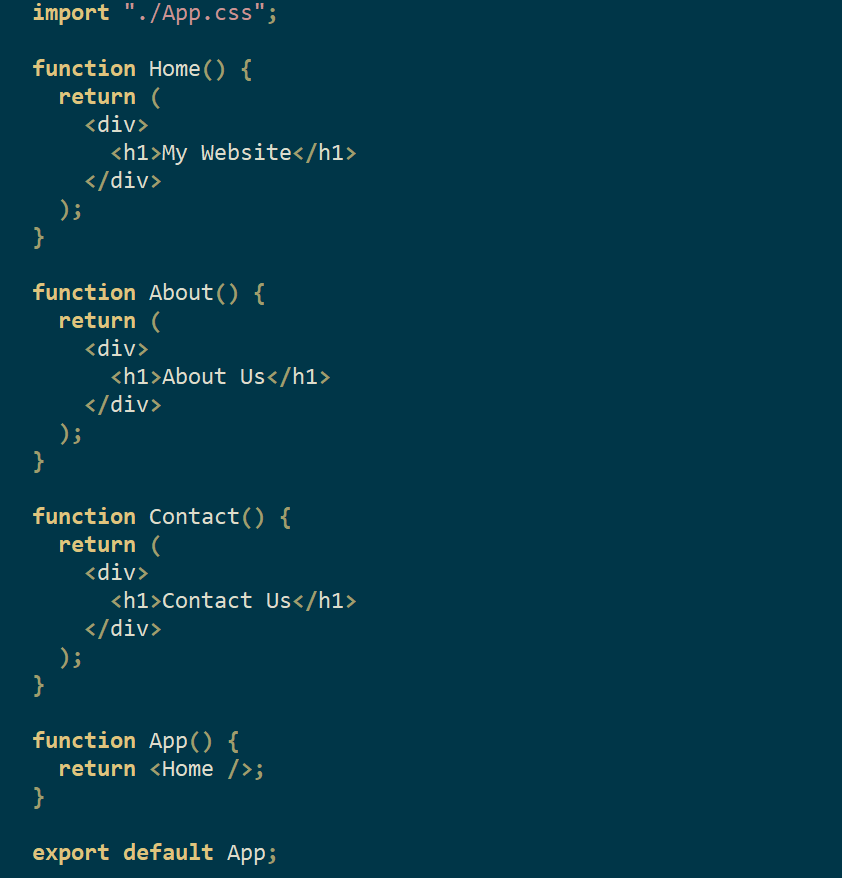 import "./App.css";

function Home() {
  return (
    <div>
      <h1>My Website</h1>
    </div>
  );
}

function About() {
  return (
    <div>
      <h1>About Us</h1>
    </div>
  );
}

function Contact() {
  return (
    <div>
      <h1>Contact Us</h1>
    </div>
  );
}

function App() {
  return <Home />;
}

export default App;